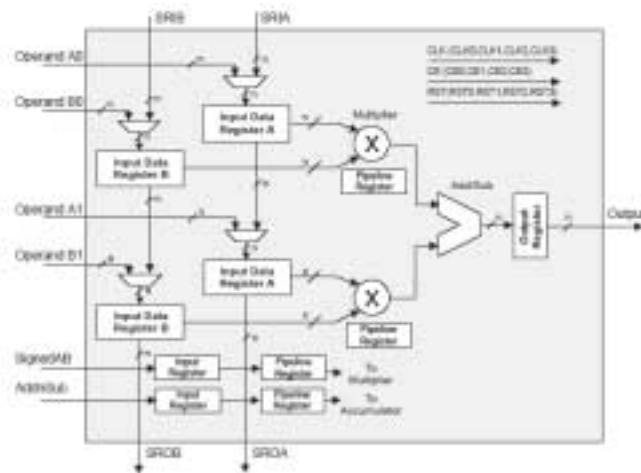 SRIB SRIA
Operand A0
CLK (CLK0,CLK1,CLK2,CLK3)
CE (CE0,CE1,CE2,CE3)
RST(RST0,RST1,RST2,RST3)
Operand B0
Input Data
Register A
Multiplier
X
Input Data
Register B
Pipeline
Register
Add/Sub
Operand A1
Output
Register
Output
Operand B1
Input Data
Register A
X
Input Data
Register B
Pipeline
Register
SignedAB
Input
Register
Pipeline
Register
To
Multiplier
AddnSub
Input
Register
Pipeline
Register
To
Accumulator
SROB SROA